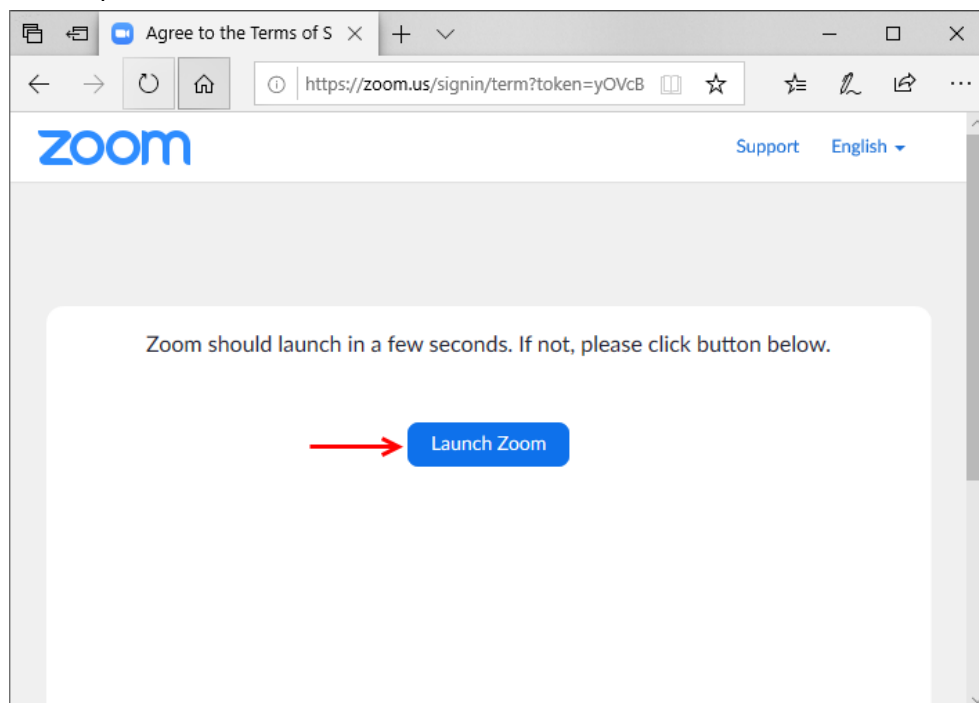 Agree to the Terms of S
https://zoom.us/signin/term?token=yOVcB
zoom
Support English
Zoom should launch in a few seconds. If not, please click button below.
Launch Zoom